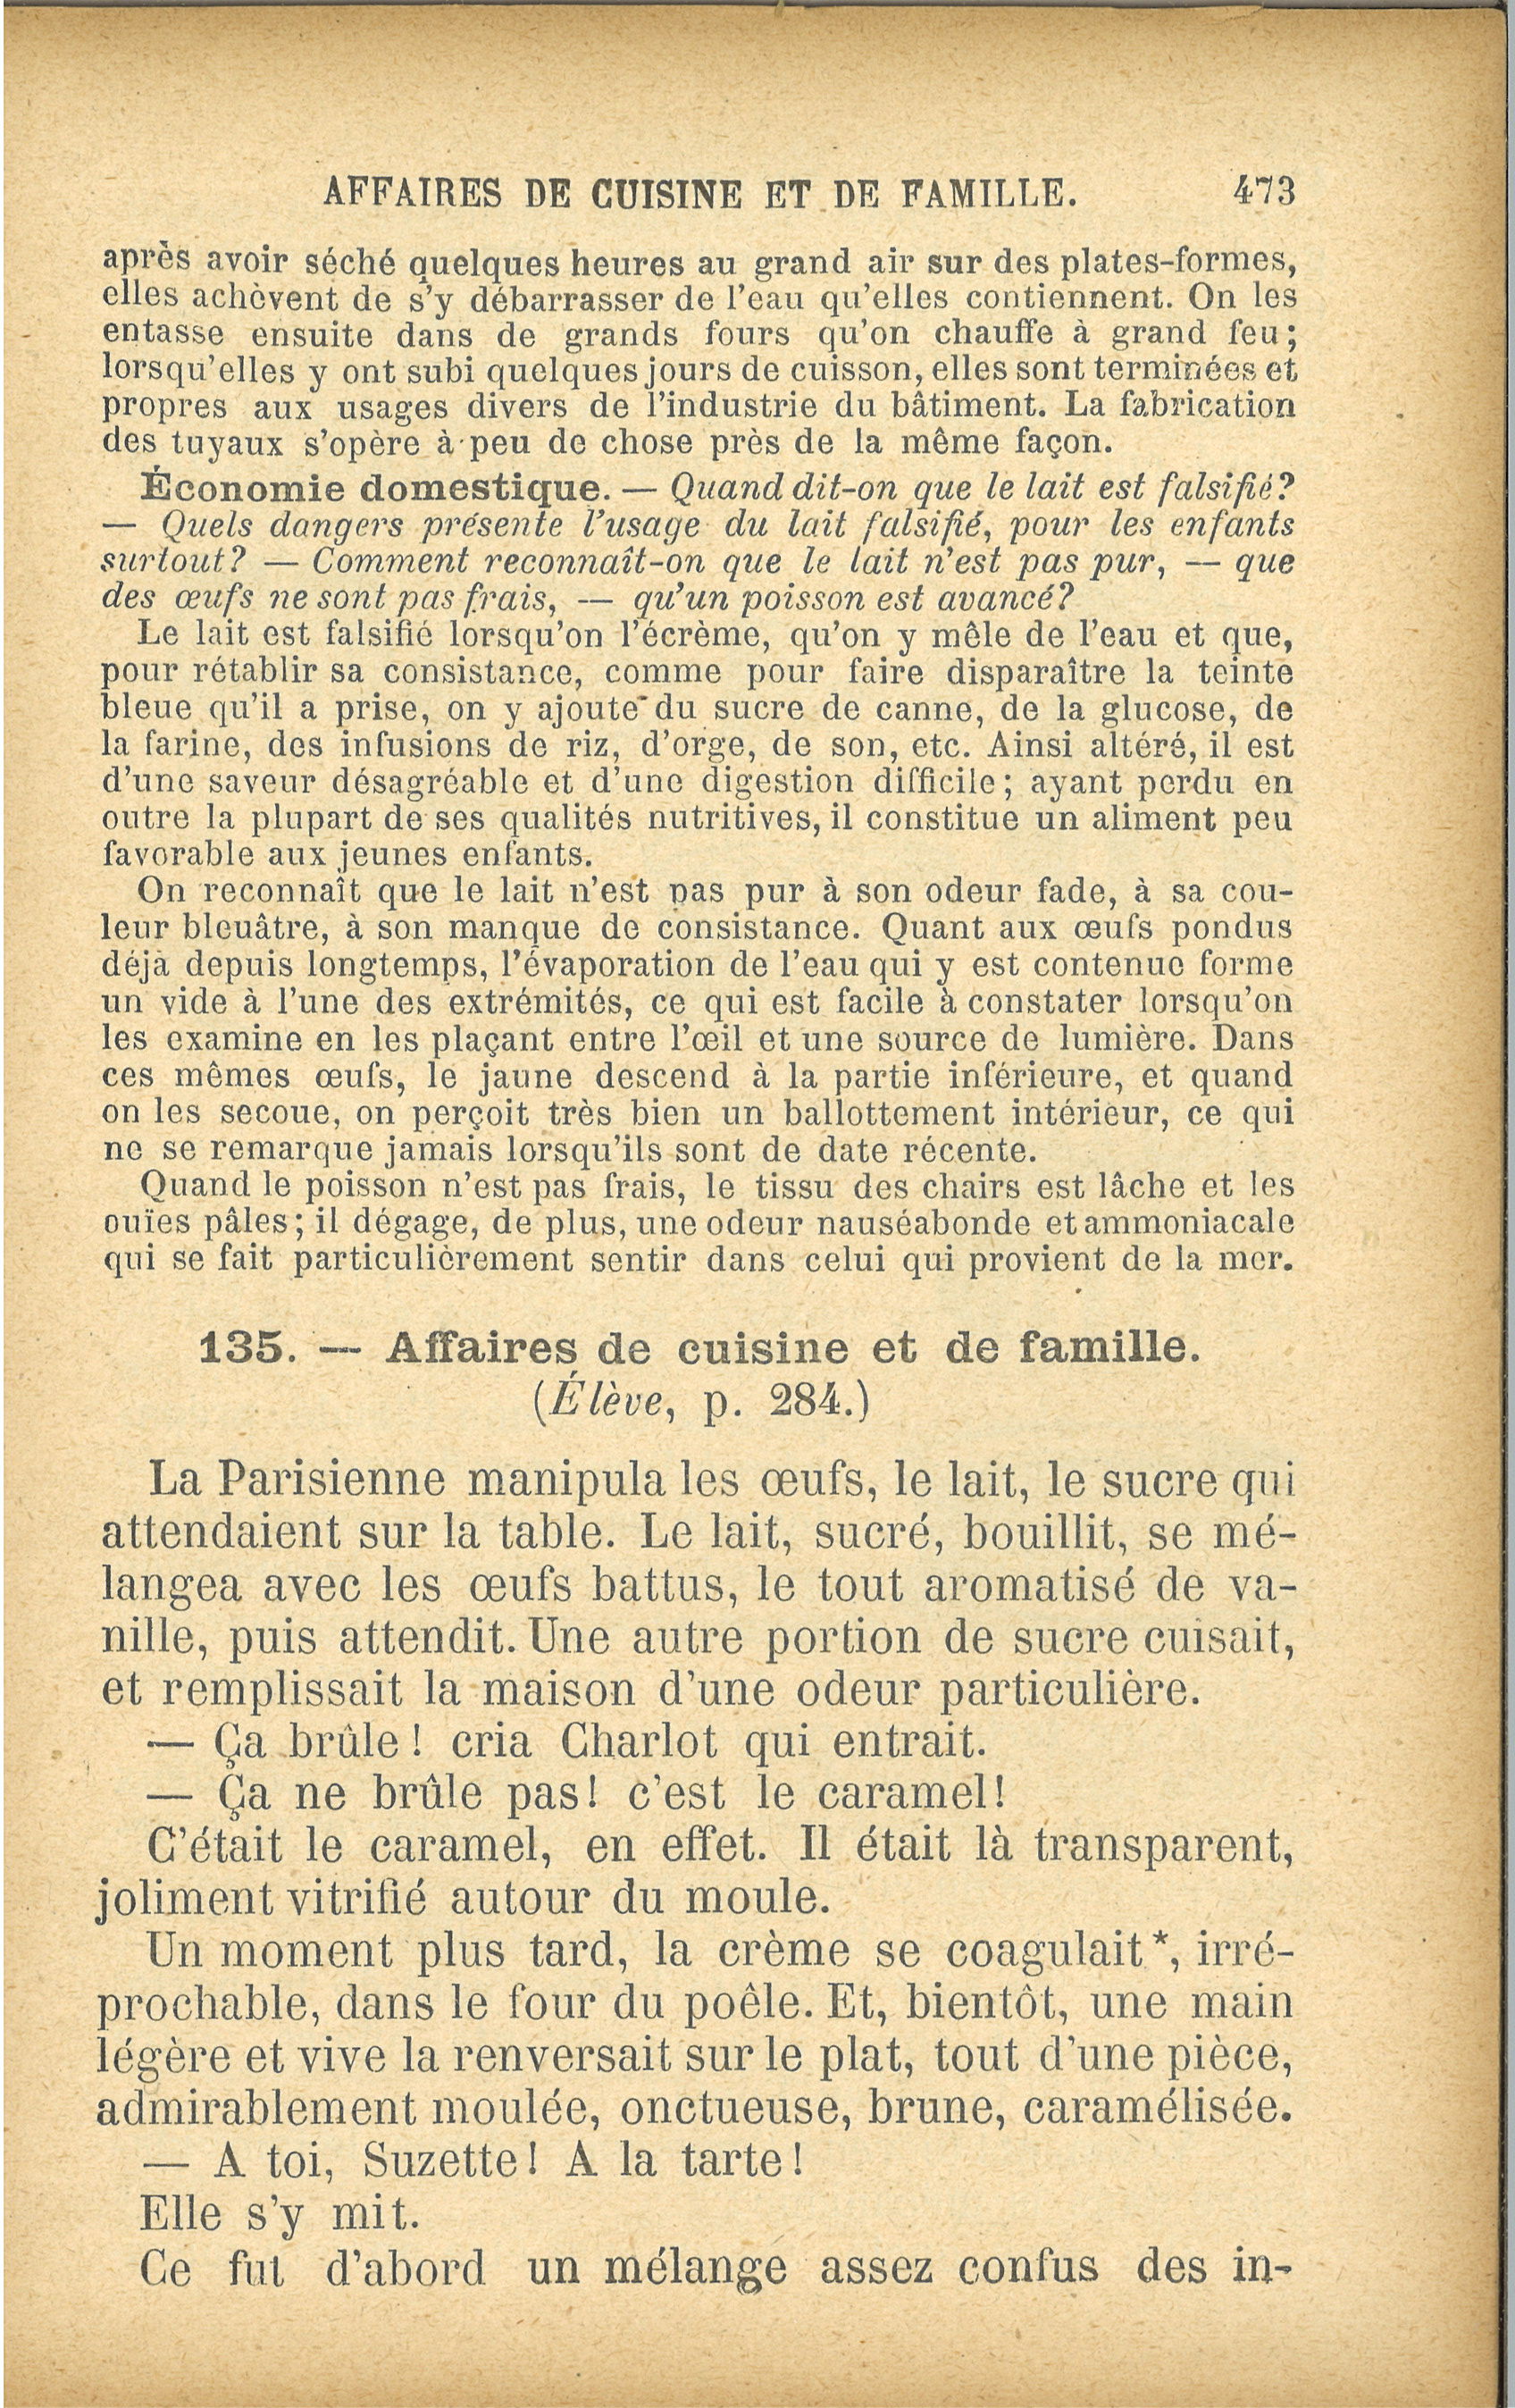 AFFAIRES DE CUISINE ET DE FAMILLE. 473
après avoir séché quelques heures au grand air sur des plates-formes,
elles achèvent de s'y débarrasser de l'eau qu'elles contiennent. On les
entasse ensuite dans de grands fours qu'on chauffe à grand feu;
lorsqu'elles y ont subi quelques jours de cuisson, elles sont terminées et
propres aux usages divers de l'industrie du bâtiment. La fabrication
des tuyaux s'opère à peu de chose près de la même façon.
Économie domestique. — Quand dit-on que le lait est falsifié?
— Quels dangers présente l'usage du lait falsifié, pour les enfants
surtout? — Comment reconnaît-on que le lait n'est pas pur, — que
des œufs ne sont pas frais, — qu'un poisson est avancé?
Le lait est falsifié lorsqu'on l'écrème, qu'on y mêle de l'eau et que,
pour rétablir sa consistance, comme pour faire disparaître la teinte
bleue qu'il a prise, on y ajoute du sucre de canne, de la glucose, de
la farine, des infusions de riz, d'orge, de son, etc. Ainsi altéré, il est
d'une saveur désagréable et d'une digestion difficile; ayant perdu en
outre la plupart de ses qualités nutritives, il constitue un aliment peu
favorable aux jeunes enfants.
On reconnaît que le lait n'est pas pur à son odeur fade, à sa cou-
leur bleuâtre, à son manque de consistance. Quant aux œufs pondus
déjà depuis longtemps, l'évaporation de l'eau qui y est contenue forme
un vide à l'une des extrémités, ce qui est facile à constater lorsqu'on
les examine en les plaçant entre l'œil et une source de lumière. Dans
ces mêmes œufs, le jaune descend à la partie inférieure, et quand
on les secoue, on perçoit très bien un ballottement intérieur, ce qui
ne se remarque jamais lorsqu'ils sont de date récente.
Quand le poisson n'est pas frais, le tissu des chairs est lâche et les
ouïes pâles; il dégage, de plus, une odeur nauséabonde et ammoniacale
qui se fait particulièrement sentir dans celui qui provient de la mer.
135. — Affaires de cuisine et de famille.
(Élève, p. 284.)
La Parisienne manipula les œufs, le lait, le sucre qui
attendaient sur la table. Le lait, sucré, bouillit, se mé-
langea avec les œufs battus, le tout aromatisé de va-
nille, puis attendit. Une autre portion de sucre cuisait,
et remplissait la maison d'une odeur particulière.
— Ça brûle! cria Charlot qui entrait.
— Ça ne brûle pas! c'est le caramel!
C'était le caramel, en effet. Il était là transparent,
joliment vitrifié autour du moule.
Un moment plus tard, la crème se coagulait*, irré-
prochable, dans le four du poêle. Et, bientôt, une main
légère et vive la renversait sur le plat, tout d'une pièce,
admirablement moulée, onctueuse, brune, caramélisée.
— A toi, Suzette! A la tarte!
Elle s'y mit.
Ce fut d'abord un mélange assez confus des in-